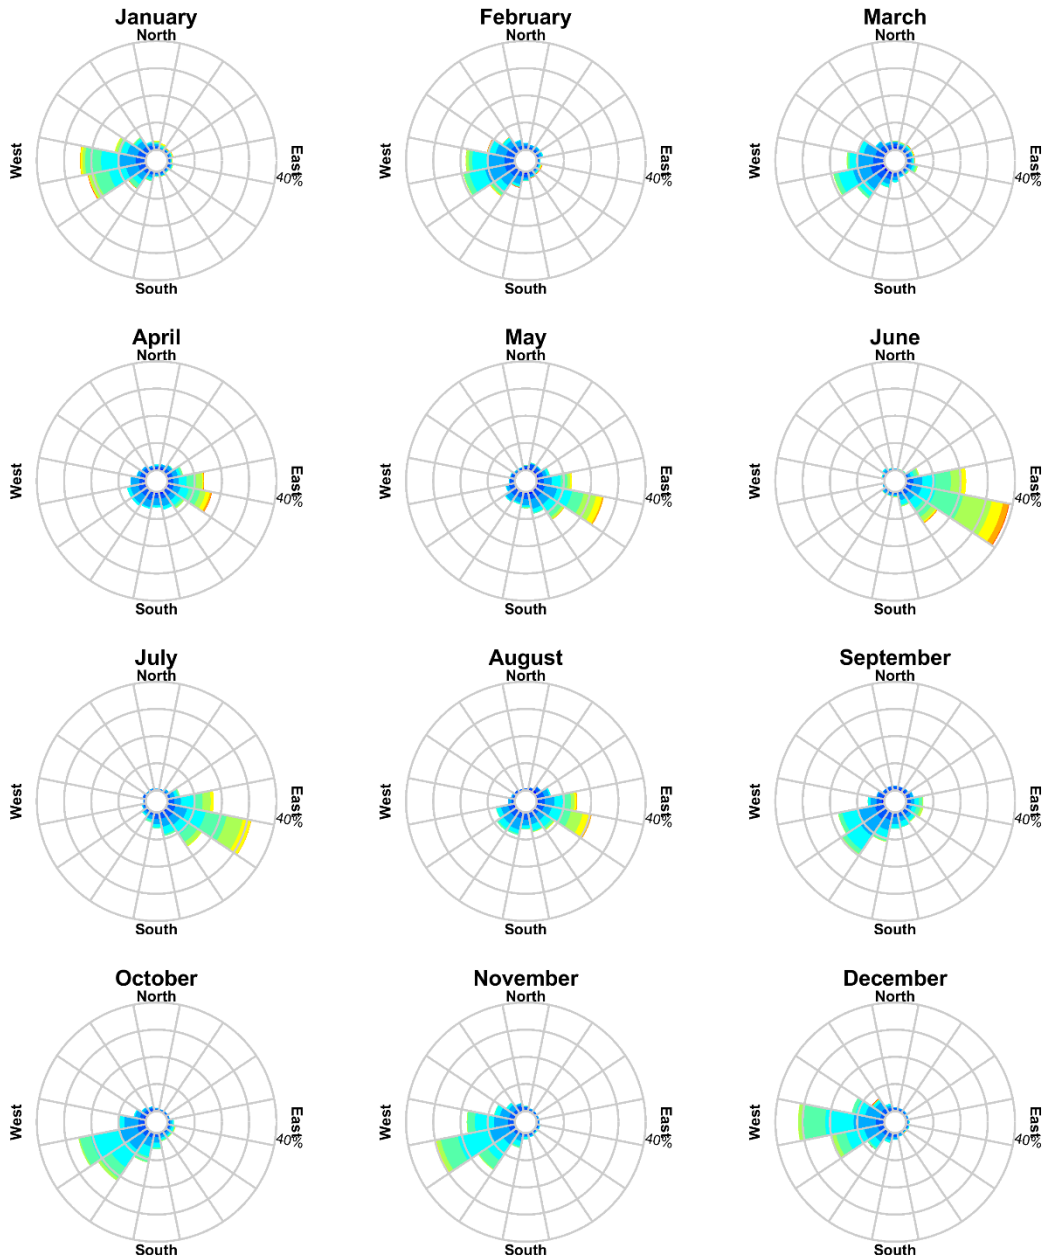 January
North
West
East
40%
South
February
North
West
East
40%
South
March
North
West
East
40%
South
April
North
West
East
40%
South
May
North
West
East
40%
South
June
North
West
East
40%
South
July
North
West
East
40%
South
August
North
West
East
40%
South
September
North
West
East
40%
South
October
North
West
East
40%
South
November
North
West
East
40%
South
December
North
West
East
40%
South